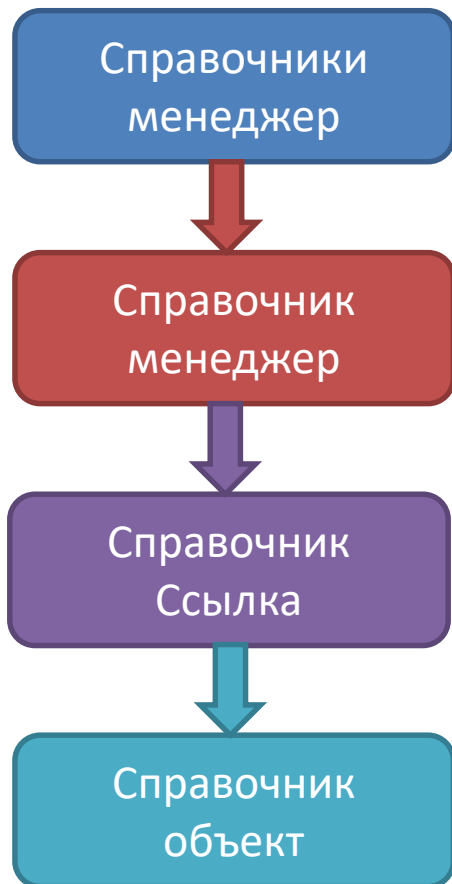 Справочники
менеджер
Справочник
менеджер
Справочник
Ссылка
Справочник
объект